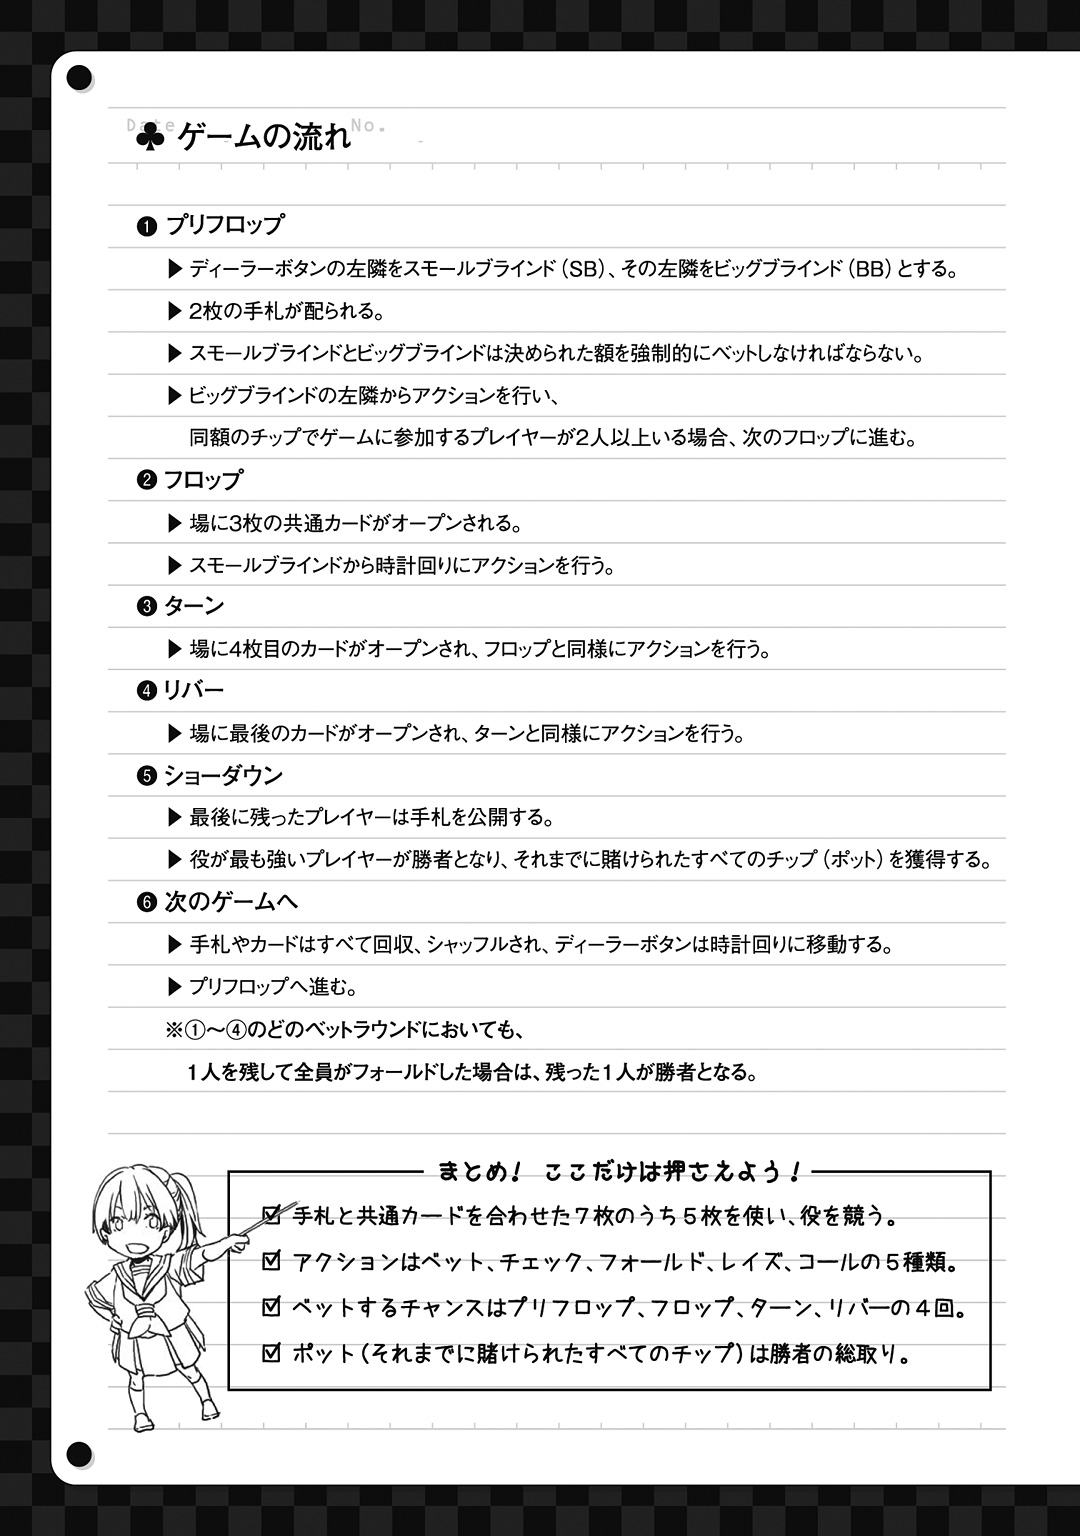 Date No.
♣ ゲームの流れ
❶ プリフロップ
▶ ディーラーボタンの左隣をスモールブラインド（SB）、その左隣をビッグブラインド（BB）とする。
▶ 2枚の手札が配られる。
▶ スモールブラインドとビッグブラインドは決められた額を強制的にベットしなければならない。
▶ ビッグブラインドの左隣からアクションを行い、
同額のチップでゲームに参加するプレイヤーが2人以上いる場合、次のフロップに進む。
❷ フロップ
▶ 場に3枚の共通カードがオープンされる。
▶ スモールブラインドから時計回りにアクションを行う。
❸ ターン
▶ 場に4枚目のカードがオープンされ、フロップと同様にアクションを行う。
❹ リバー
▶ 場に最後のカードがオープンされ、ターンと同様にアクションを行う。
❺ ショーダウン
▶ 最後に残ったプレイヤーは手札を公開する。
▶ 役が最も強いプレイヤーが勝者となり、それまでに賭けられたすべてのチップ（ポット）を獲得する。
❻ 次のゲームへ
▶ 手札やカードはすべて回収、シャッフルされ、ディーラーボタンは時計回りに移動する。
▶ プリフロップへ進む。
※①～④のどのベットラウンドにおいても、
1人を残して全員がフォールドした場合は、残った1人が勝者となる。
まとめ！ ここだけは押さえよう！
☑ 手札と共通カードを合わせた7枚のうち5枚を使い、役を競う。
☑ アクションはベット、チェック、フォールド、レイズ、コールの5種類。
☑ ベットするチャンスはプリフロップ、フロップ、ターン、リバーの4回。
☑ ポット（それまでに賭けられたすべてのチップ）は勝者の総取り。